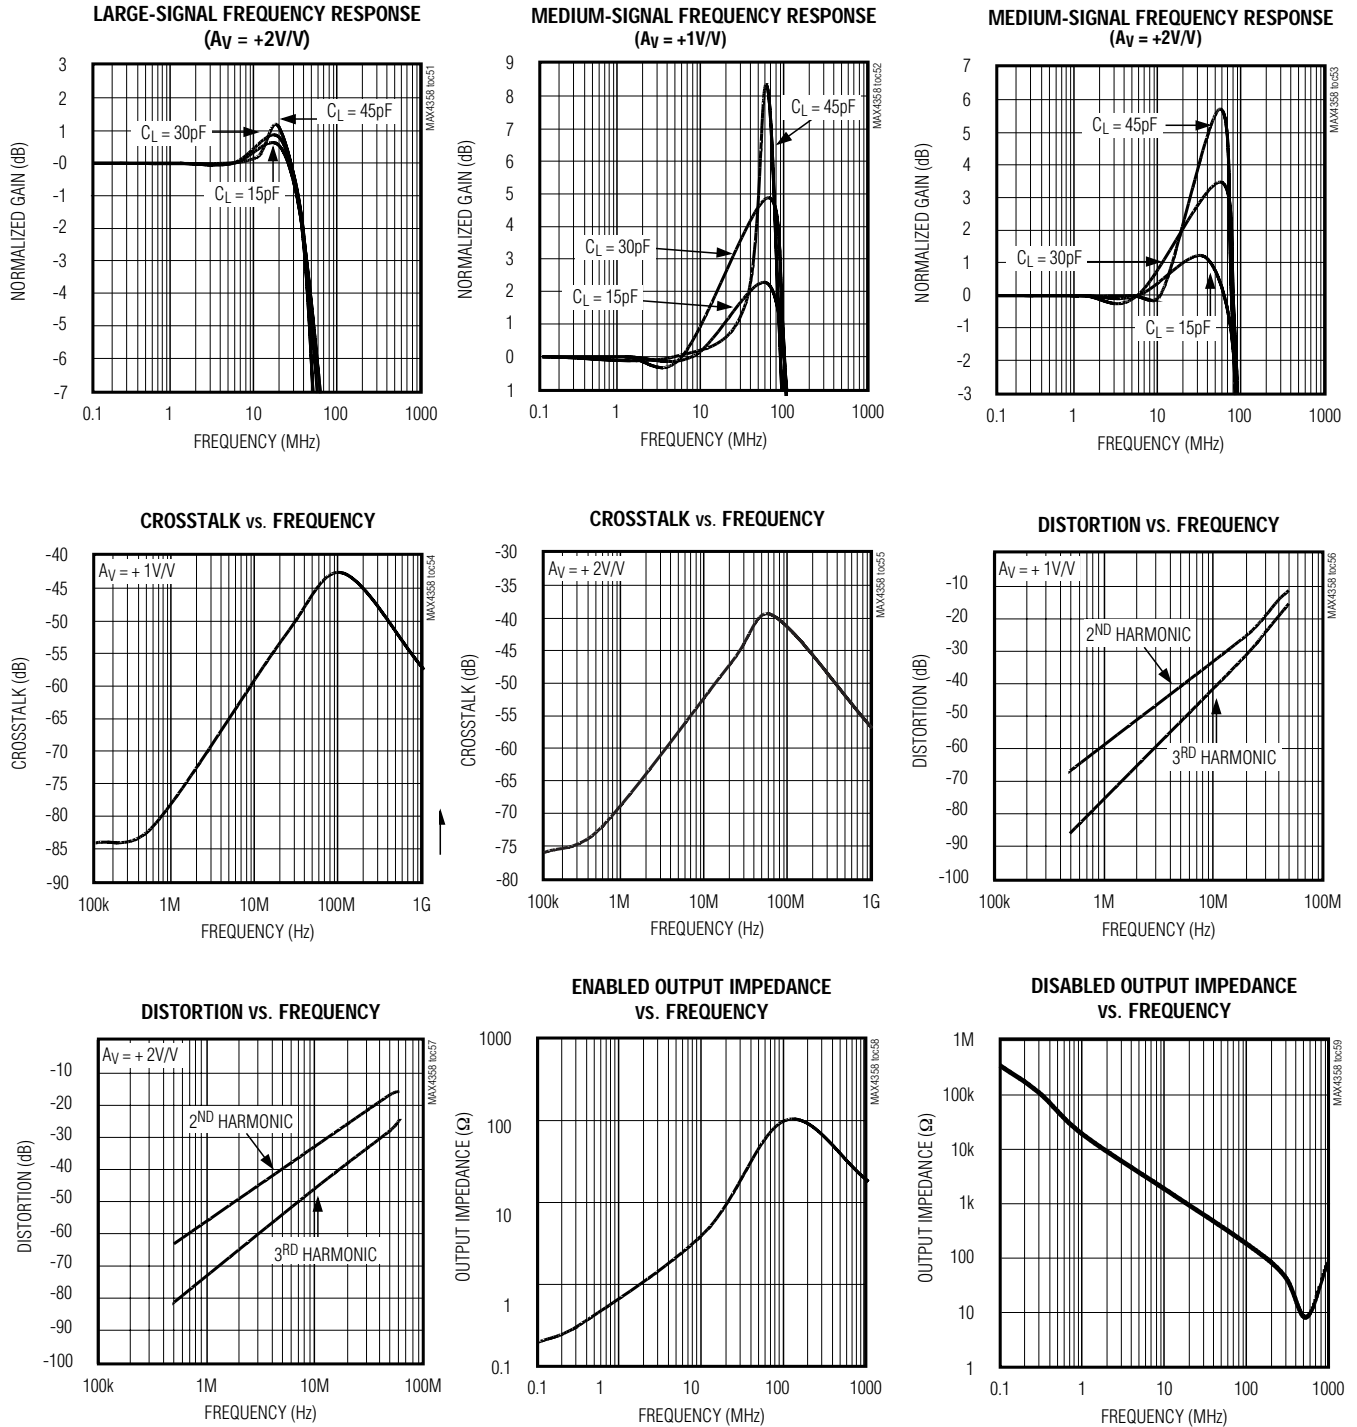 LARGE-SIGNAL FREQUENCY RESPONSE
(AV = +2V/V)
MAX4358 toc51
NORMALIZED GAIN (dB)
3
2
1
-0
-1
-2
-3
-4
-5
-6
-7
CL = 45pF
CL = 30pF
CL = 15pF
0.1 1 10 100 1000
FREQUENCY (MHz)
MEDIUM-SIGNAL FREQUENCY RESPONSE
(AV = +1V/V)
MAX4358 toc52
NORMALIZED GAIN (dB)
9
8
7
6
5
4
3
2
1
0
1
CL = 45pF
CL = 30pF
CL = 15pF
0.1 1 10 100 1000
FREQUENCY (MHz)
MEDIUM-SIGNAL FREQUENCY RESPONSE
(AV = +2V/V)
MAX4358 toc53
NORMALIZED GAIN (dB)
7
6
5
4
3
2
1
0
-1
-2
-3
CL = 45pF
CL = 30pF
CL = 15pF
0.1 1 10 100 1000
FREQUENCY (MHz)
CROSSTALK vs. FREQUENCY
AV = + 1V/V
MAX4358 toc54
CROSSTALK (dB)
-40
-45
-50
-55
-60
-65
-70
-75
-80
-85
-90
100k 1M 10M 100M 1G
FREQUENCY (Hz)
CROSSTALK vs. FREQUENCY
AV = + 2V/V
MAX4358 toc55
CROSSTALK (dB)
-30
-35
-40
-45
-50
-55
-60
-65
-70
-75
-80
100k 1M 10M 100M 1G
FREQUENCY (Hz)
DISTORTION vs. FREQUENCY
AV = + 1V/V
MAX4358 toc56
DISTORTION (dB)
-10
-20
-30
-40
-50
-60
-70
-80
-90
-100
2ND HARMONIC
3RD HARMONIC
100k 1M 10M 100M
FREQUENCY (Hz)
DISTORTION vs. FREQUENCY
AV = + 2V/V
MAX4358 toc57
DISTORTION (dB)
-10
-20
-30
-40
-50
-60
-70
-80
-90
-100
2ND HARMONIC
3RD HARMONIC
100k 1M 10M 100M
FREQUENCY (Hz)
ENABLED OUTPUT IMPEDANCE
vs. FREQUENCY
MAX4358 toc58
OUTPUT IMPEDANCE (Ω)
1000
100
10
1
0.1
0.1 1 10 100 1000
FREQUENCY (MHz)
DISABLED OUTPUT IMPEDANCE
vs. FREQUENCY
MAX4358 toc59
OUTPUT IMPEDANCE (Ω)
1M
100k
10k
1k
100
10
1
0.1 1 10 100 1000
FREQUENCY (MHz)